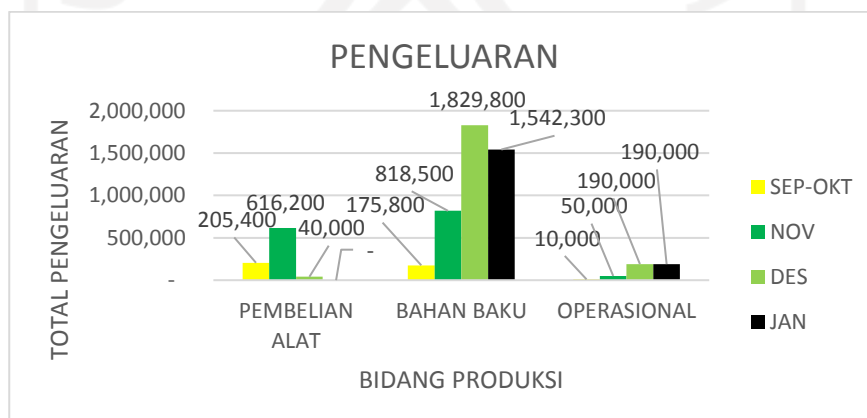 PENGELUARAN
TOTAL PENGELUARAN
2,000,000
1,500,000
1,000,000
500,000
-
205,400
616,200
40,000
-
175,800
818,500
1,829,800
1,542,300
10,000
50,000
190,000
190,000
PEMBELIAN
ALAT
BAHAN BAKU
OPERASIONAL
BIDANG PRODUKSI
SEP-OKT
NOV
DES
JAN